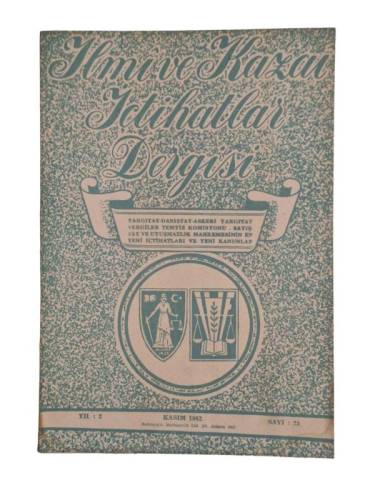 İlmi ve Kazaî
İçtihatlar
Dergisi
YARGITAY-DANIŞTAY-ASKERİ YARGITAY
VERGİLER TEMYİZ KOMİSYONU - SAYIŞ
TAY VE UYUŞMAZLIK MAHKEMESİNİN EN
YENİ İÇTİHATLARI VE YENİ KANUNLAR
YIL : 2
KASIM 1962
SAYI : 23